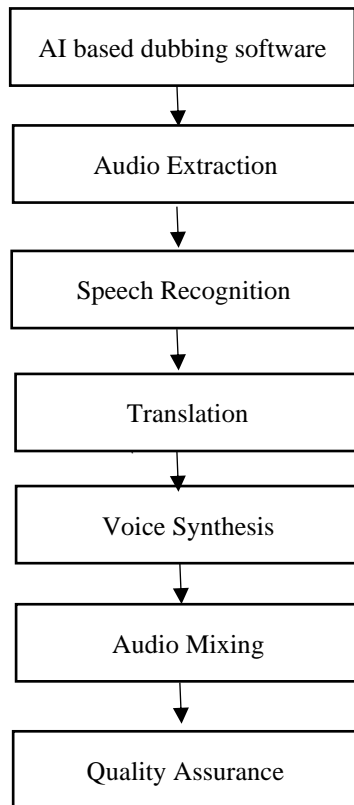 AI based dubbing software
Audio Extraction
Speech Recognition
Translation
Voice Synthesis
Audio Mixing
Quality Assurance